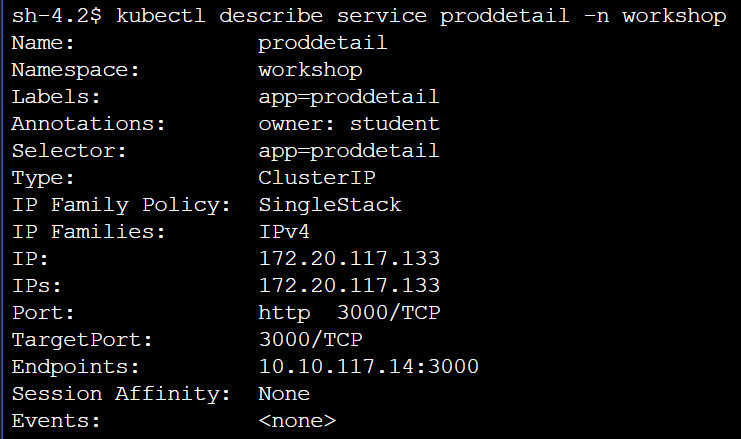 sh-4.2$ kubectl describe service proddetail -n workshop
Name:              proddetail
Namespace:         workshop
Labels:            app=proddetail
Annotations:       owner: student
Selector:          app=proddetail
Type:              ClusterIP
IP Family Policy:  SingleStack
IP Families:       IPv4
IP:                172.20.117.133
IPs:               172.20.117.133
Port:              http  3000/TCP
TargetPort:        3000/TCP
Endpoints:         10.10.117.14:3000
Session Affinity:  None
Events:            <none>